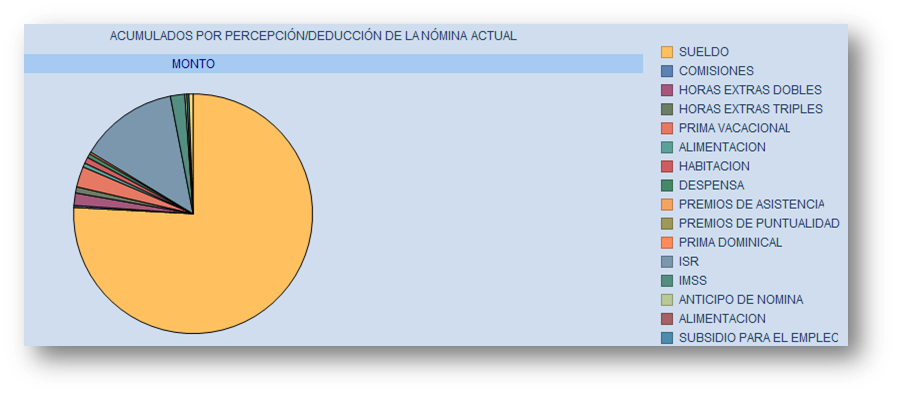 ACUMULADOS POR PERCEPCIÓN/DEDUCCIÓN DE LA NÓMINA ACTUAL
MONTO
SUELDO
COMISIONES
HORAS EXTRAS DOBLES
HORAS EXTRAS TRIPLES
PRIMA VACACIONAL
ALIMENTACION
HABITACION
DESPENSA
PREMIOS DE ASISTENCIA
PREMIOS DE PUNTUALIDAD
PRIMA DOMINICAL
ISR
IMSS
ANTICIPO DE NOMINA
ALIMENTACION
SUBSIDIO PARA EL EMPLEO